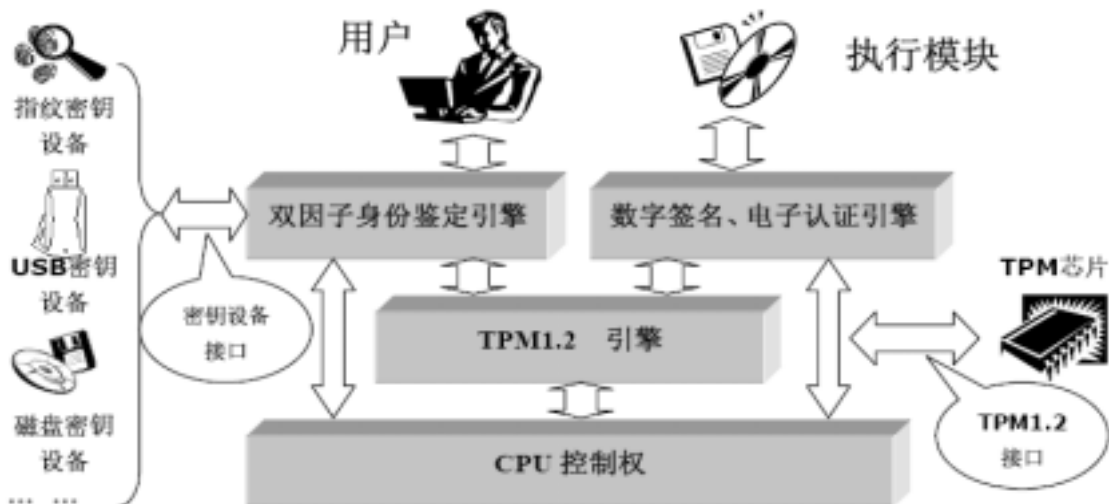 用户
执行模块
指纹密钥
设备
双因子身份鉴定引擎
数字签名、电子认证引擎
USB密钥
设备
TPM芯片
密钥设备
接口
TPM1.2 引擎
磁盘密钥
设备
TPM1.2
接口
CPU 控制权
... ...